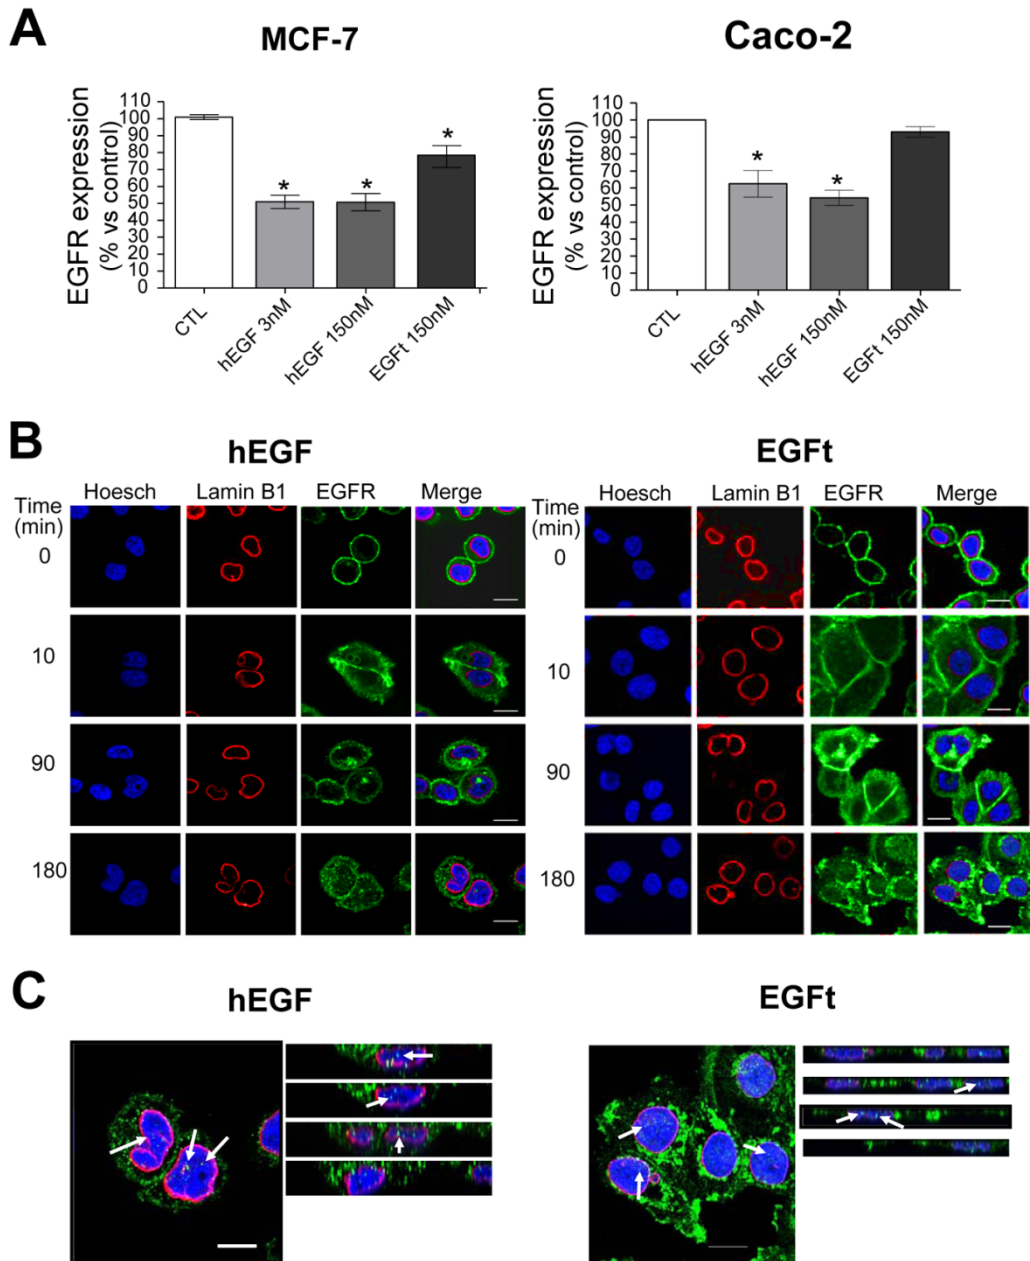 A
MCF-7
Caco-2
EGFR expression
(% vs control)
110
100
90
80
70
60
50
40
30
20
10
0
*
*
*
CTL
hEGF 3nM
hEGF 150nM
EGFt 150nM
EGFR expression
(% vs control)
110
100
90
80
70
60
50
40
30
20
10
0
*
*
CTL
hEGF 3nM
hEGF 150nM
EGFt 150nM
B
hEGF
EGFt
Time
(min)
Hoesch
Lamin B1
EGFR
Merge
0
10
90
180
Time
(min)
Hoesch
Lamin B1
EGFR
Merge
0
10
90
180
C
hEGF
EGFt